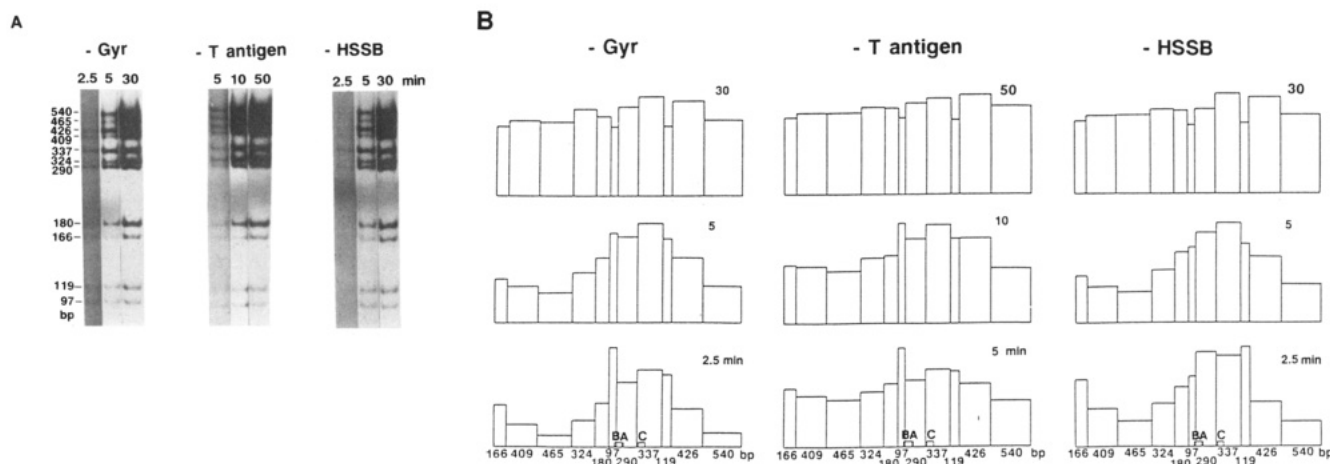 A
- Gyr - T antigen - HSSB
2.5 5 30 5 10 50 2.5 5 30 min
540
465
426
409
337
324
290
180
166
119
97
bp
B
- Gyr - T antigen - HSSB
30 50 30
5 10 5
2.5 min 5 min 2.5 min
BA C BA C BA C
166 409 465 324 97 337 426 540 bp 166 409 465 324 97 337 426 540 bp 166 409 465 324 97 337 426 540 bp
180 290 119 180 290 119 180 290 119